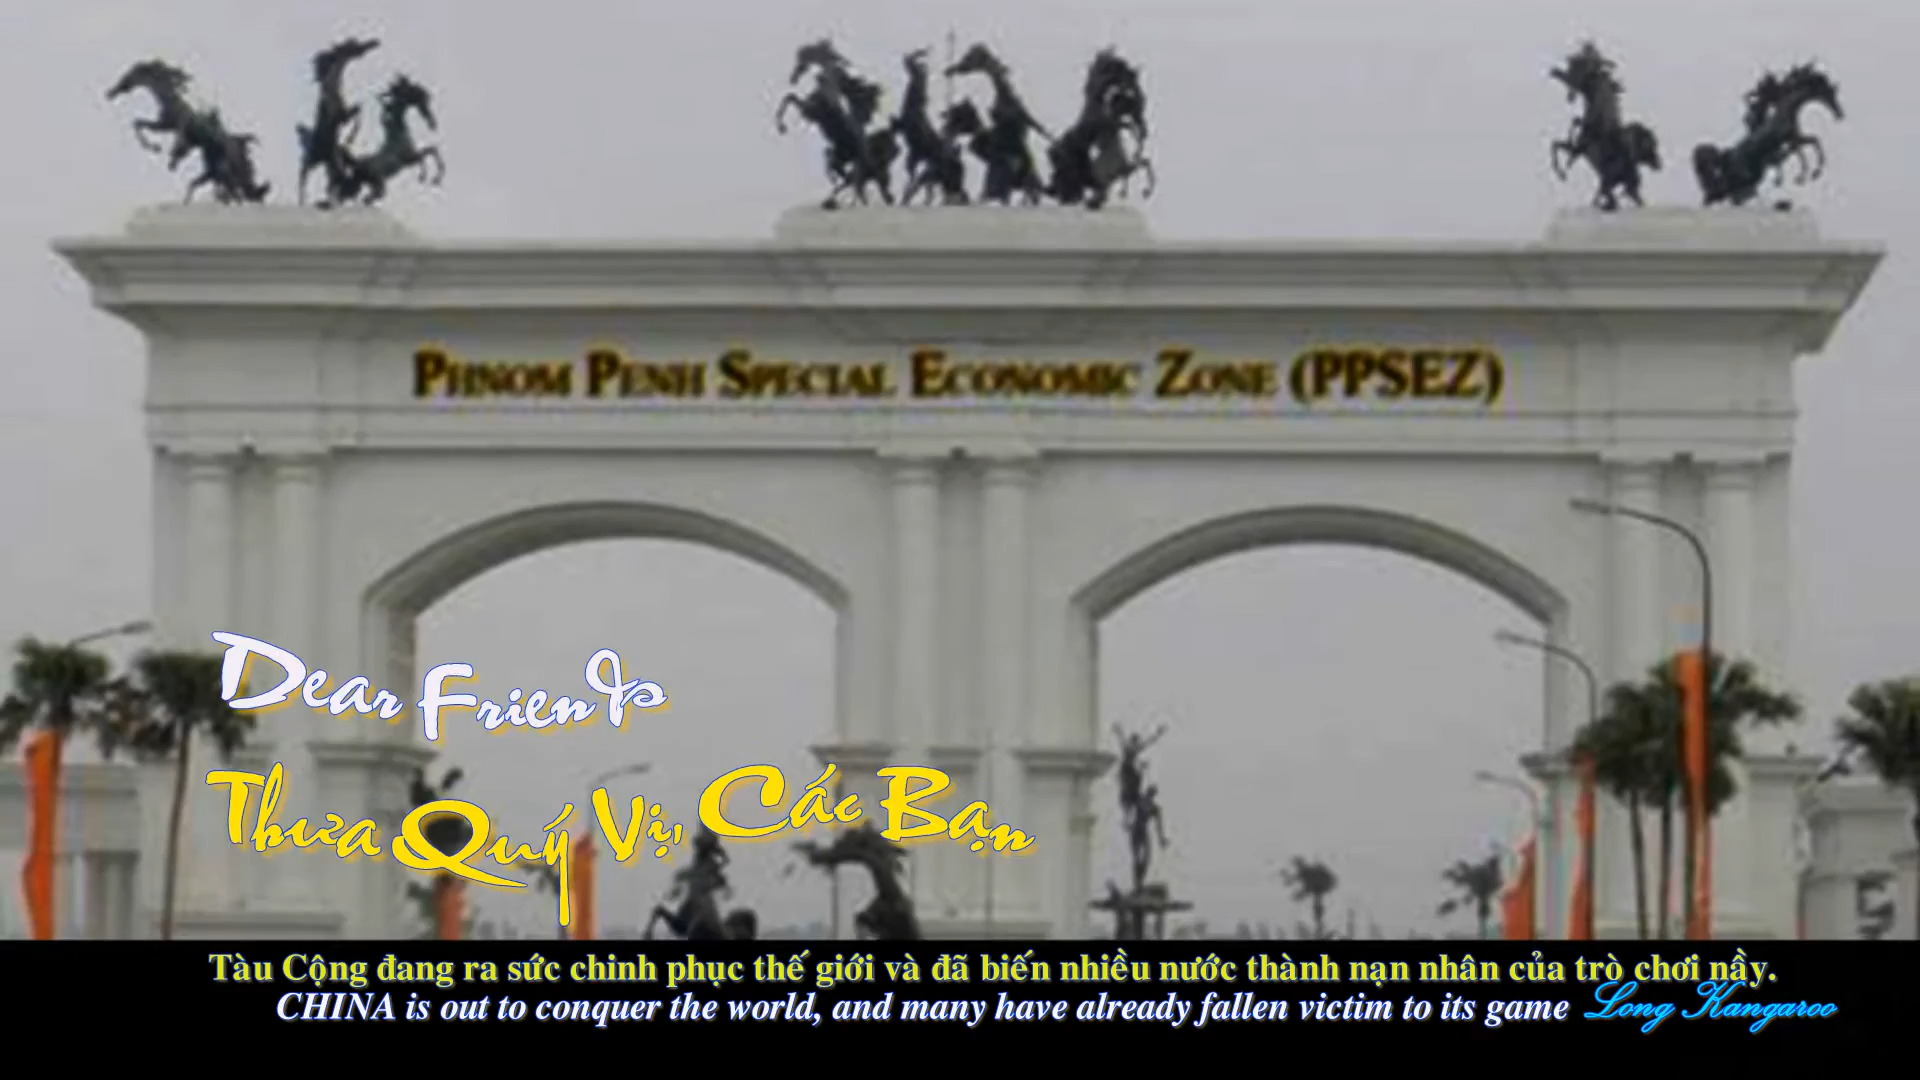 PHNOM PENH SPECIAL ECONOMIC ZONE (PPSEZ)
Dear Friends
Thưa Quý Vị, Các Bạn
Tàu Cộng đang ra sức chinh phục thế giới và đã biến nhiều nước thành nạn nhân của trò chơi nầy.
CHINA is out to conquer the world, and many have already fallen victim to its game Long Kangaroo